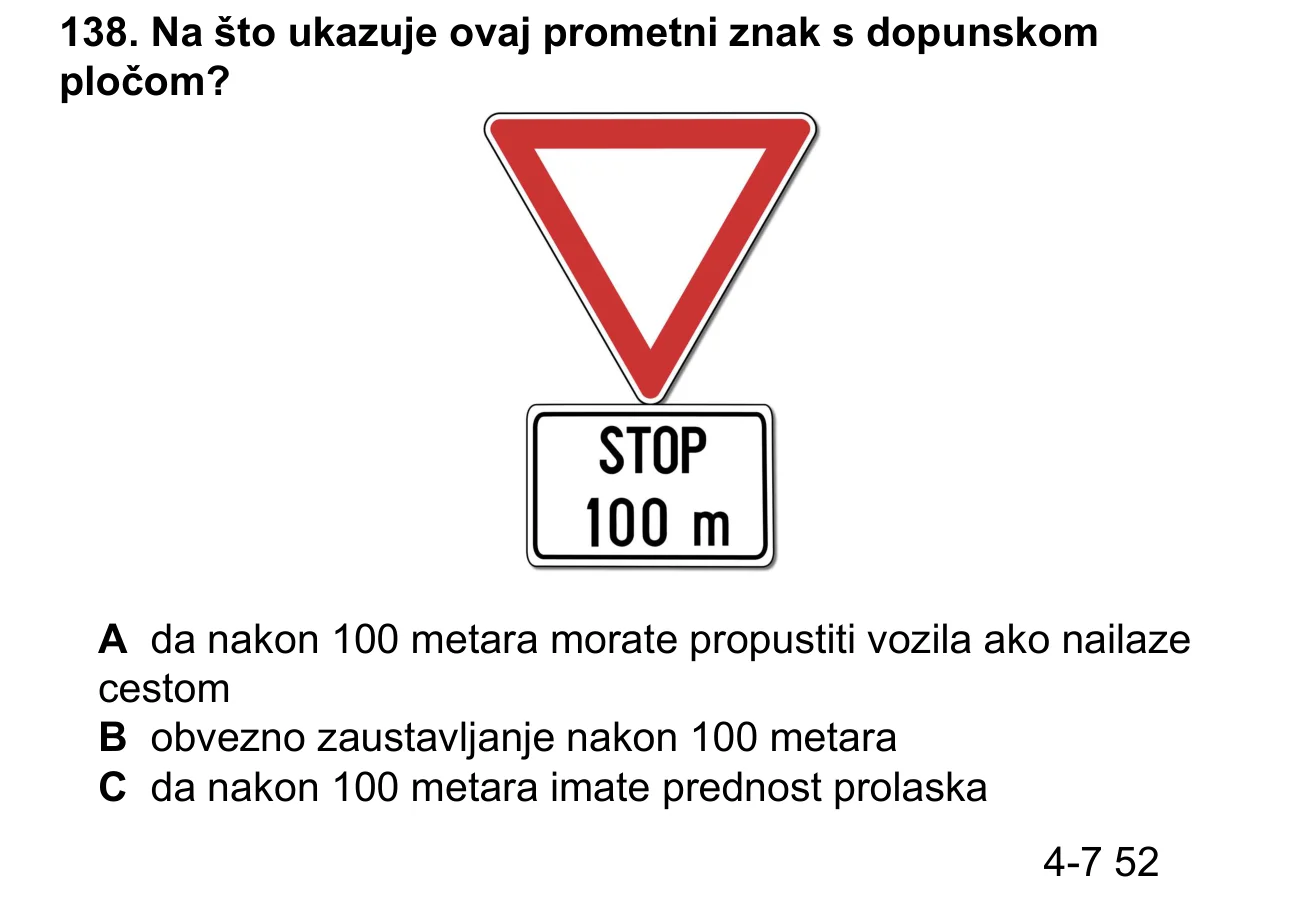 138. Na što ukazuje ovaj prometni znak s dopunskom
pločom?
STOP
100 m
A da nakon 100 metara morate propustiti vozila ako nailaze
cestom
B obvezno zaustavljanje nakon 100 metara
C da nakon 100 metara imate prednost prolaska
4-7 52